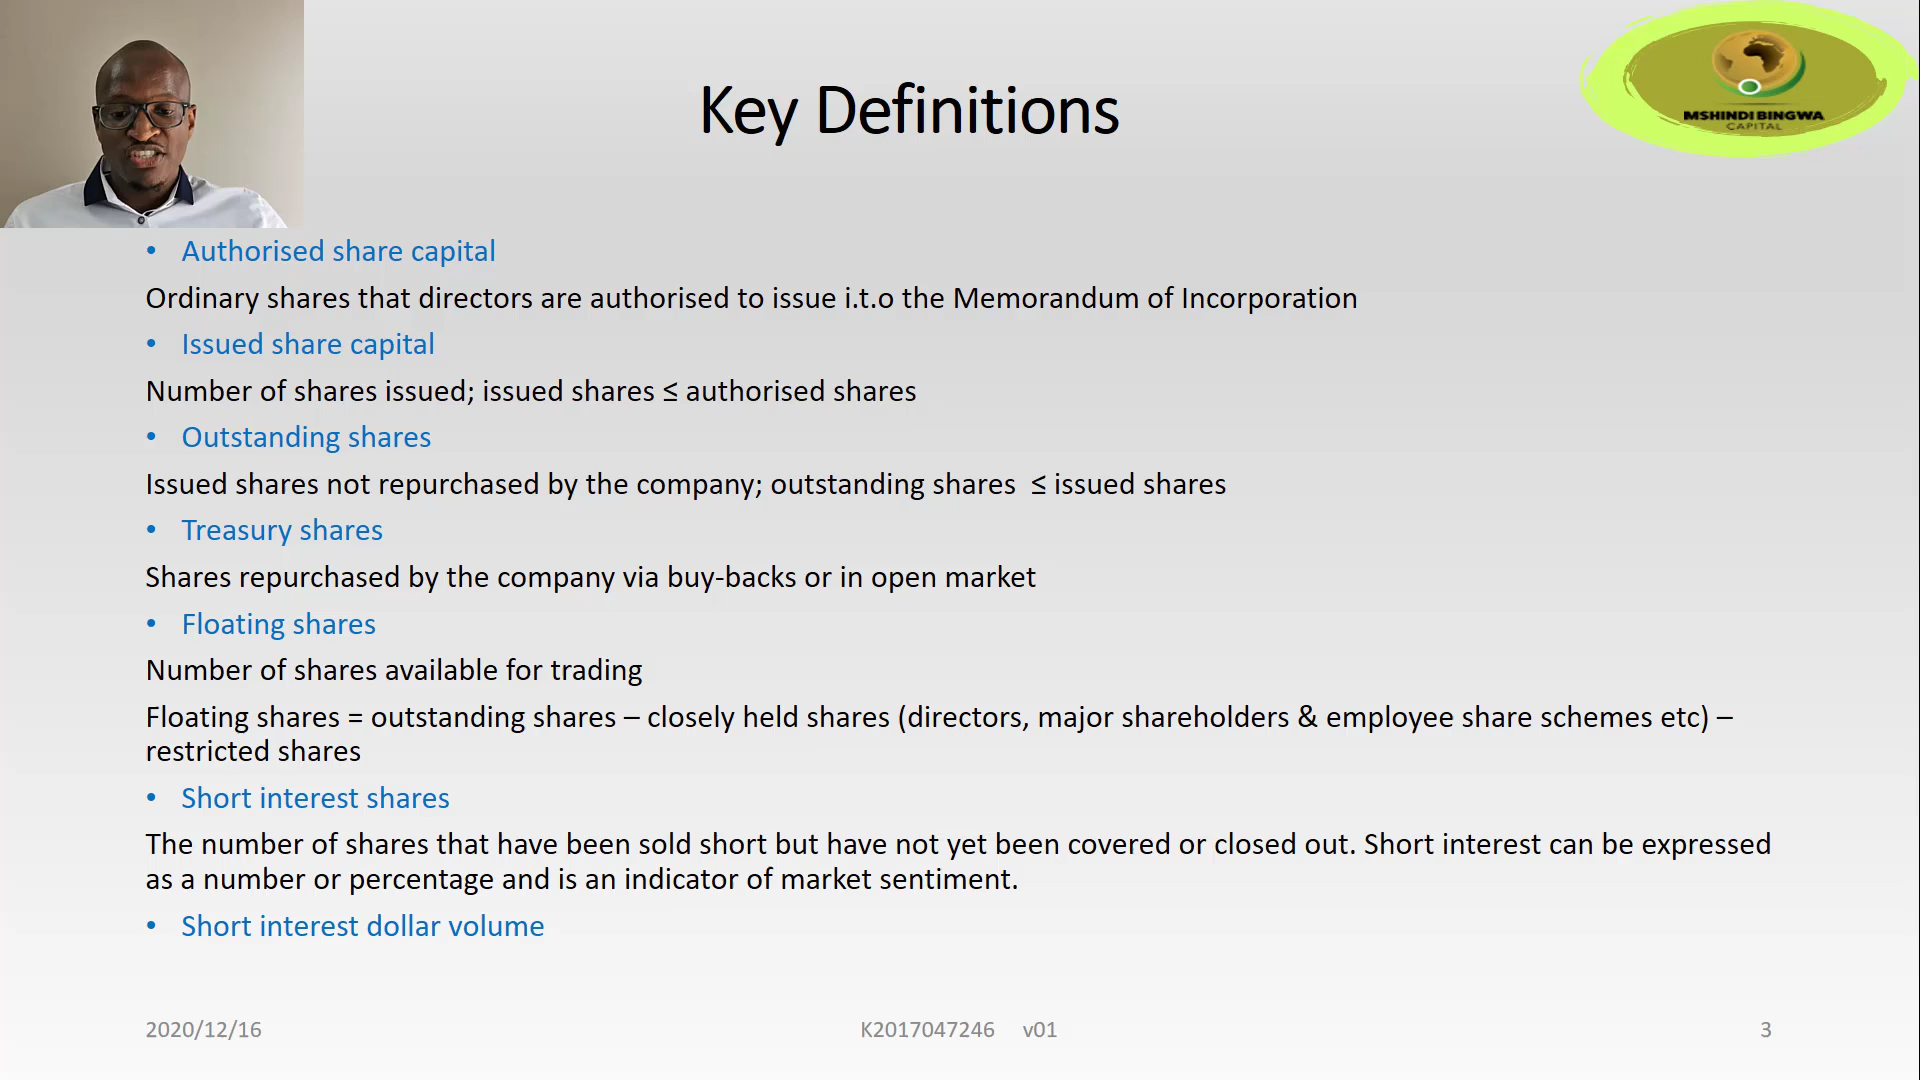 Key Definitions
MSHINDI BINGWA
CAPITAL
• Authorised share capital
Ordinary shares that directors are authorised to issue i.t.o the Memorandum of Incorporation
• Issued share capital
Number of shares issued; issued shares ≤ authorised shares
• Outstanding shares
Issued shares not repurchased by the company; outstanding shares ≤ issued shares
• Treasury shares
Shares repurchased by the company via buy-backs or in open market
• Floating shares
Number of shares available for trading
Floating shares = outstanding shares – closely held shares (directors, major shareholders & employee share schemes etc) –
restricted shares
• Short interest shares
The number of shares that have been sold short but have not yet been covered or closed out. Short interest can be expressed
as a number or percentage and is an indicator of market sentiment.
• Short interest dollar volume
2020/12/16
K2017047246 v01
3